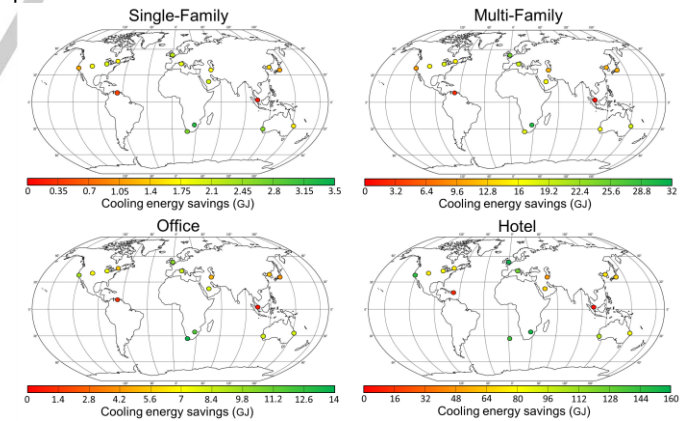 Single-Family
Multi-Family
0 0.35 0.7 1.05 1.4 1.75 2.1 2.45 2.8 3.15 3.5
Cooling energy savings (GJ)
0 3.2 6.4 9.6 12.8 16 19.2 22.4 25.6 28.8 32
Cooling energy savings (GJ)
Office
Hotel
0 1.4 2.8 4.2 5.6 7 8.4 9.8 11.2 12.6 14
Cooling energy savings (GJ)
0 16 32 48 64 80 96 112 128 144 160
Cooling energy savings (GJ)